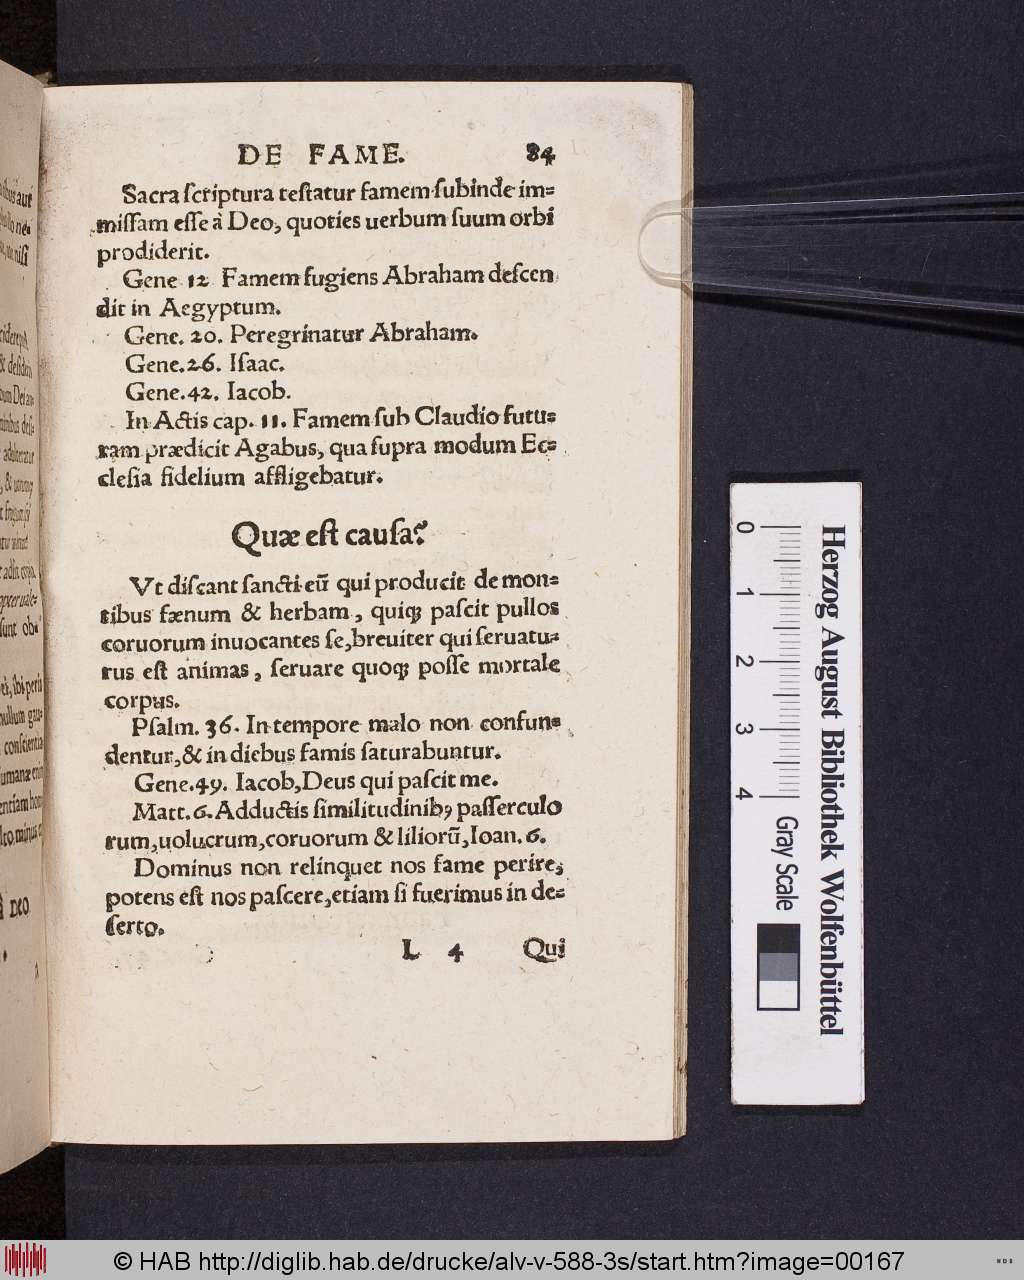 DE FAME. 84
Sacra ſcriptura teſtatur famem ſubinde im=
miſſam eſſe à Deo, quoties uerbum ſuum orbi
prodiderit.
Gene 12 Famem fugiens Abraham deſcen
dit in Aegyptum.
Gene. 20. Peregrinatur Abraham.
Gene. 26. Iſaac.
Gene. 42. Iacob.
In Actis cap. 11. Famem ſub Claudio futu=
ram prædicit Agabus, qua ſupra modum Ec=
cleſia fidelium affligebatur.
Quæ eſt cauſa?
Vt diſcant ſancti eũ qui producit de mon=
tibus fænum & herbam, quiqꝫ paſcit pullos
coruorum inuocantes ſe, breuiter qui ſeruatu=
rus eſt animas, ſeruare quoqꝫ poſſe mortale
corpus.
Pſalm. 36. In tempore malo non confun=
dentur, & in diebus famis ſaturabuntur.
Gene. 49. Iacob, Deus qui paſcit me.
Matt. 6. Adductis ſimilitudinibꝰ paſſerculo
rum, uolucrum, coruorum & liliorũ, Ioan. 6.
Dominus non relinquet nos fame perire,
potens eſt nos paſcere, etiam ſi fuerimus in de=
ſerto.
L 4 Qui
0 1 2 3 4 Gray Scale
Herzog August Bibliothek Wolfenbüttel
© HAB http://diglib.hab.de/drucke/alv-v-588-3s/start.htm?image=00167